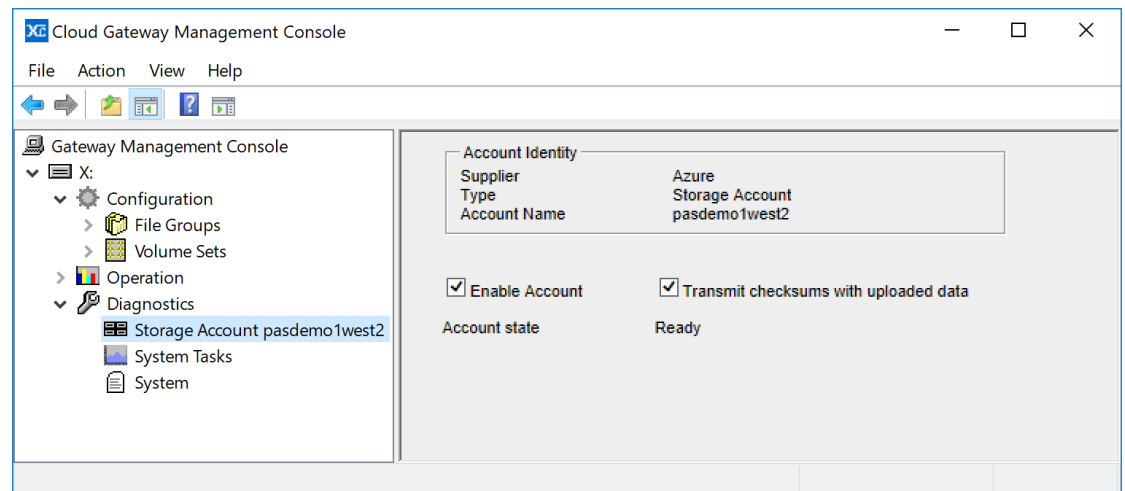 XC Cloud Gateway Management Console
File Action View Help
Gateway Management Console
X:
Configuration
File Groups
Volume Sets
Operation
Diagnostics
Storage Account pasdemo1west2
System Tasks
System
Account Identity
Supplier Azure
Type Storage Account
Account Name pasdemo1west2
Enable Account Transmit checksums with uploaded data
Account state Ready